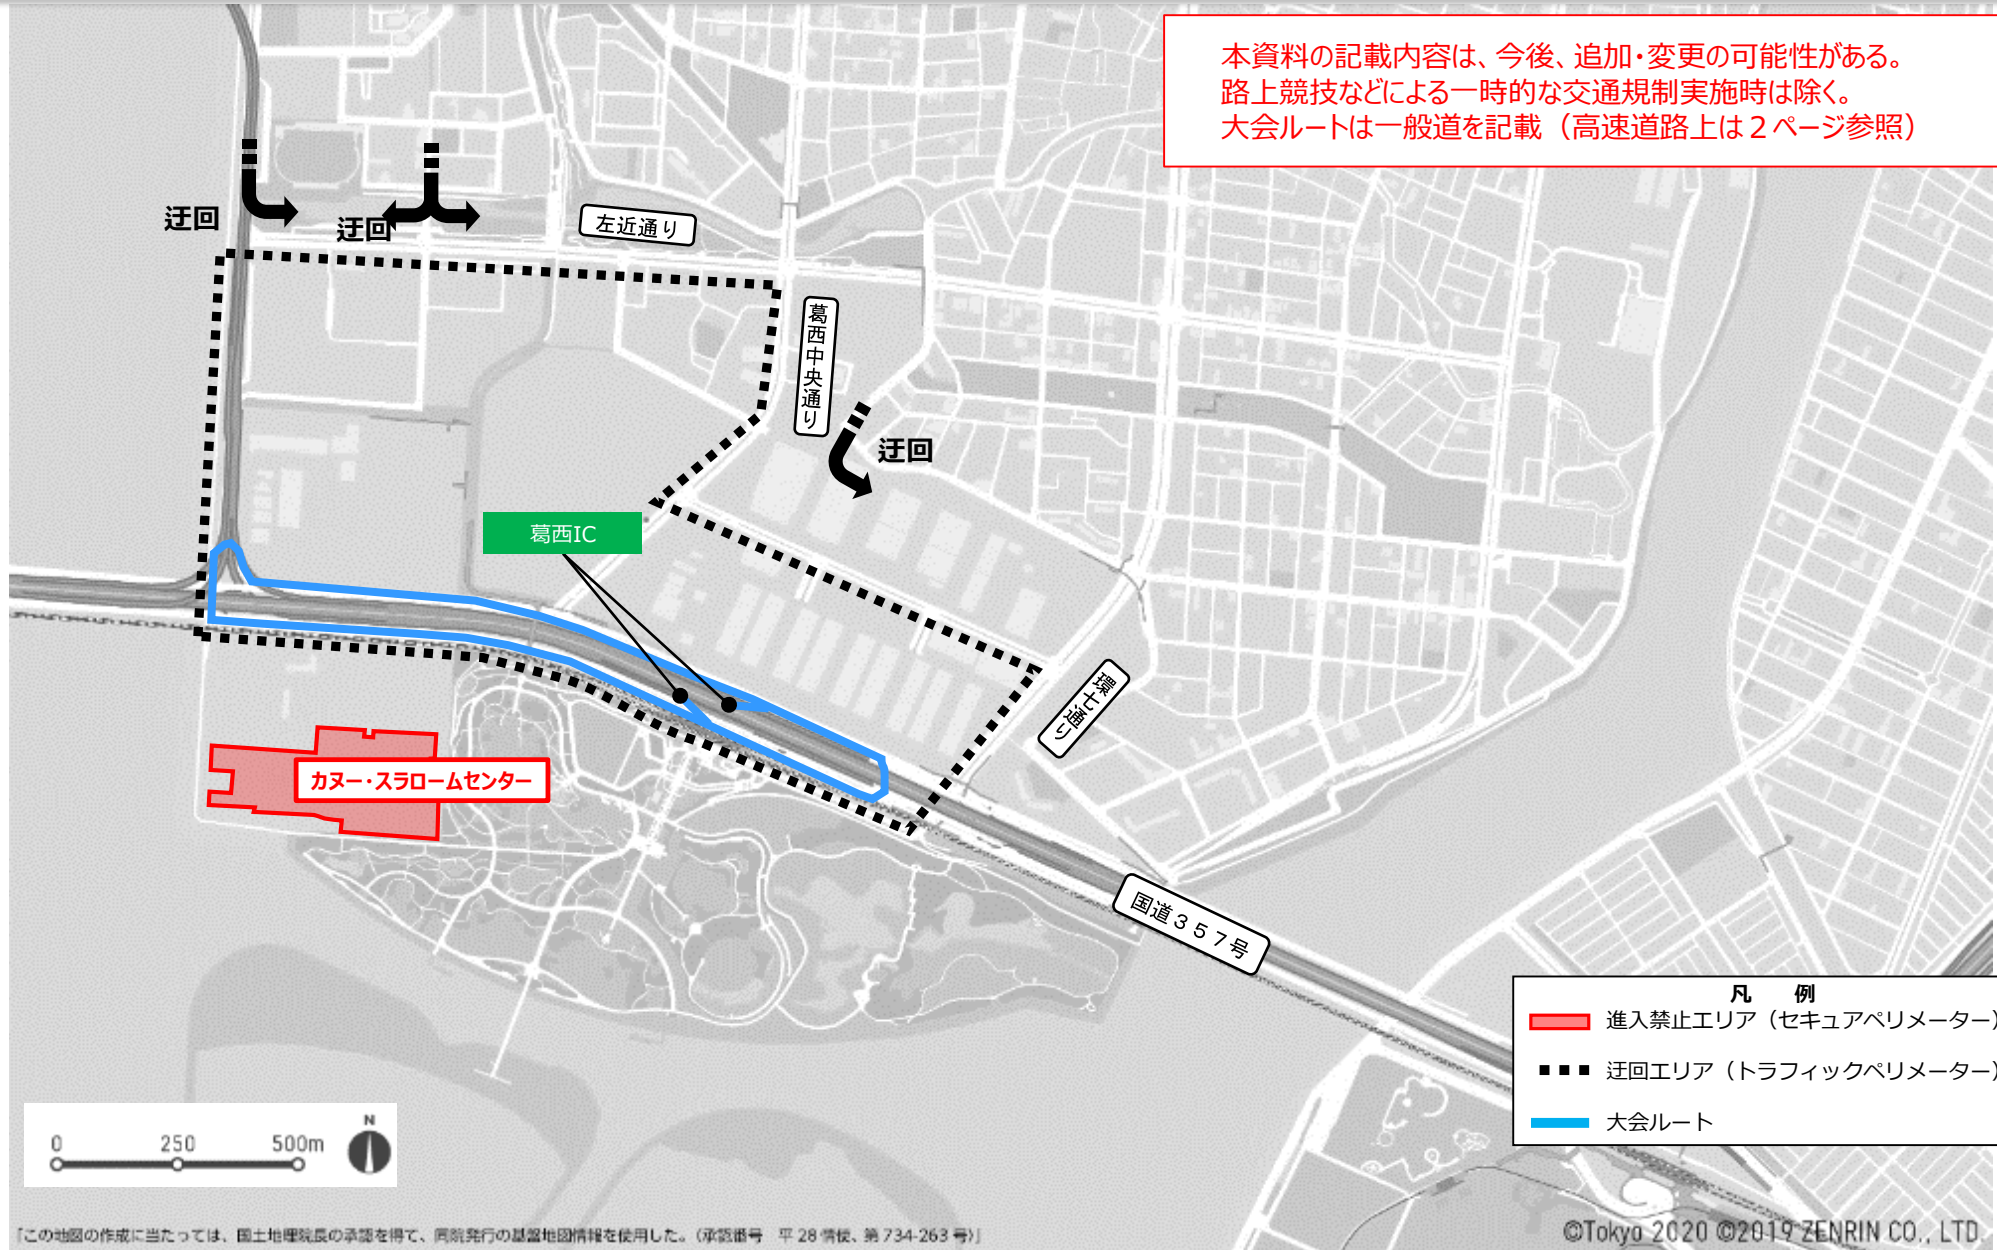 本資料の記載内容は、今後、追加・変更の可能性がある。
路上競技などによる一時的な交通規制実施時は除く。
大会ルートは一般道を記載（高速道路上は２ページ参照）
迂回
迂回
左近通り
葛西中央通り
迂回
葛西IC
環七通り
カヌー・スラロームセンター
国道３５７号
凡　例
進入禁止エリア（セキュアペリメーター）
迂回エリア（トラフィックペリメーター）
大会ルート
0 250 500m
N
「この地図の作成に当たっては、国土地理院長の承認を得て、同院発行の基盤地図情報を使用した。（承認番号　平 28 情使、第 734-263 号）」
©Tokyo 2020 ©2019 ZENRIN CO., LTD.